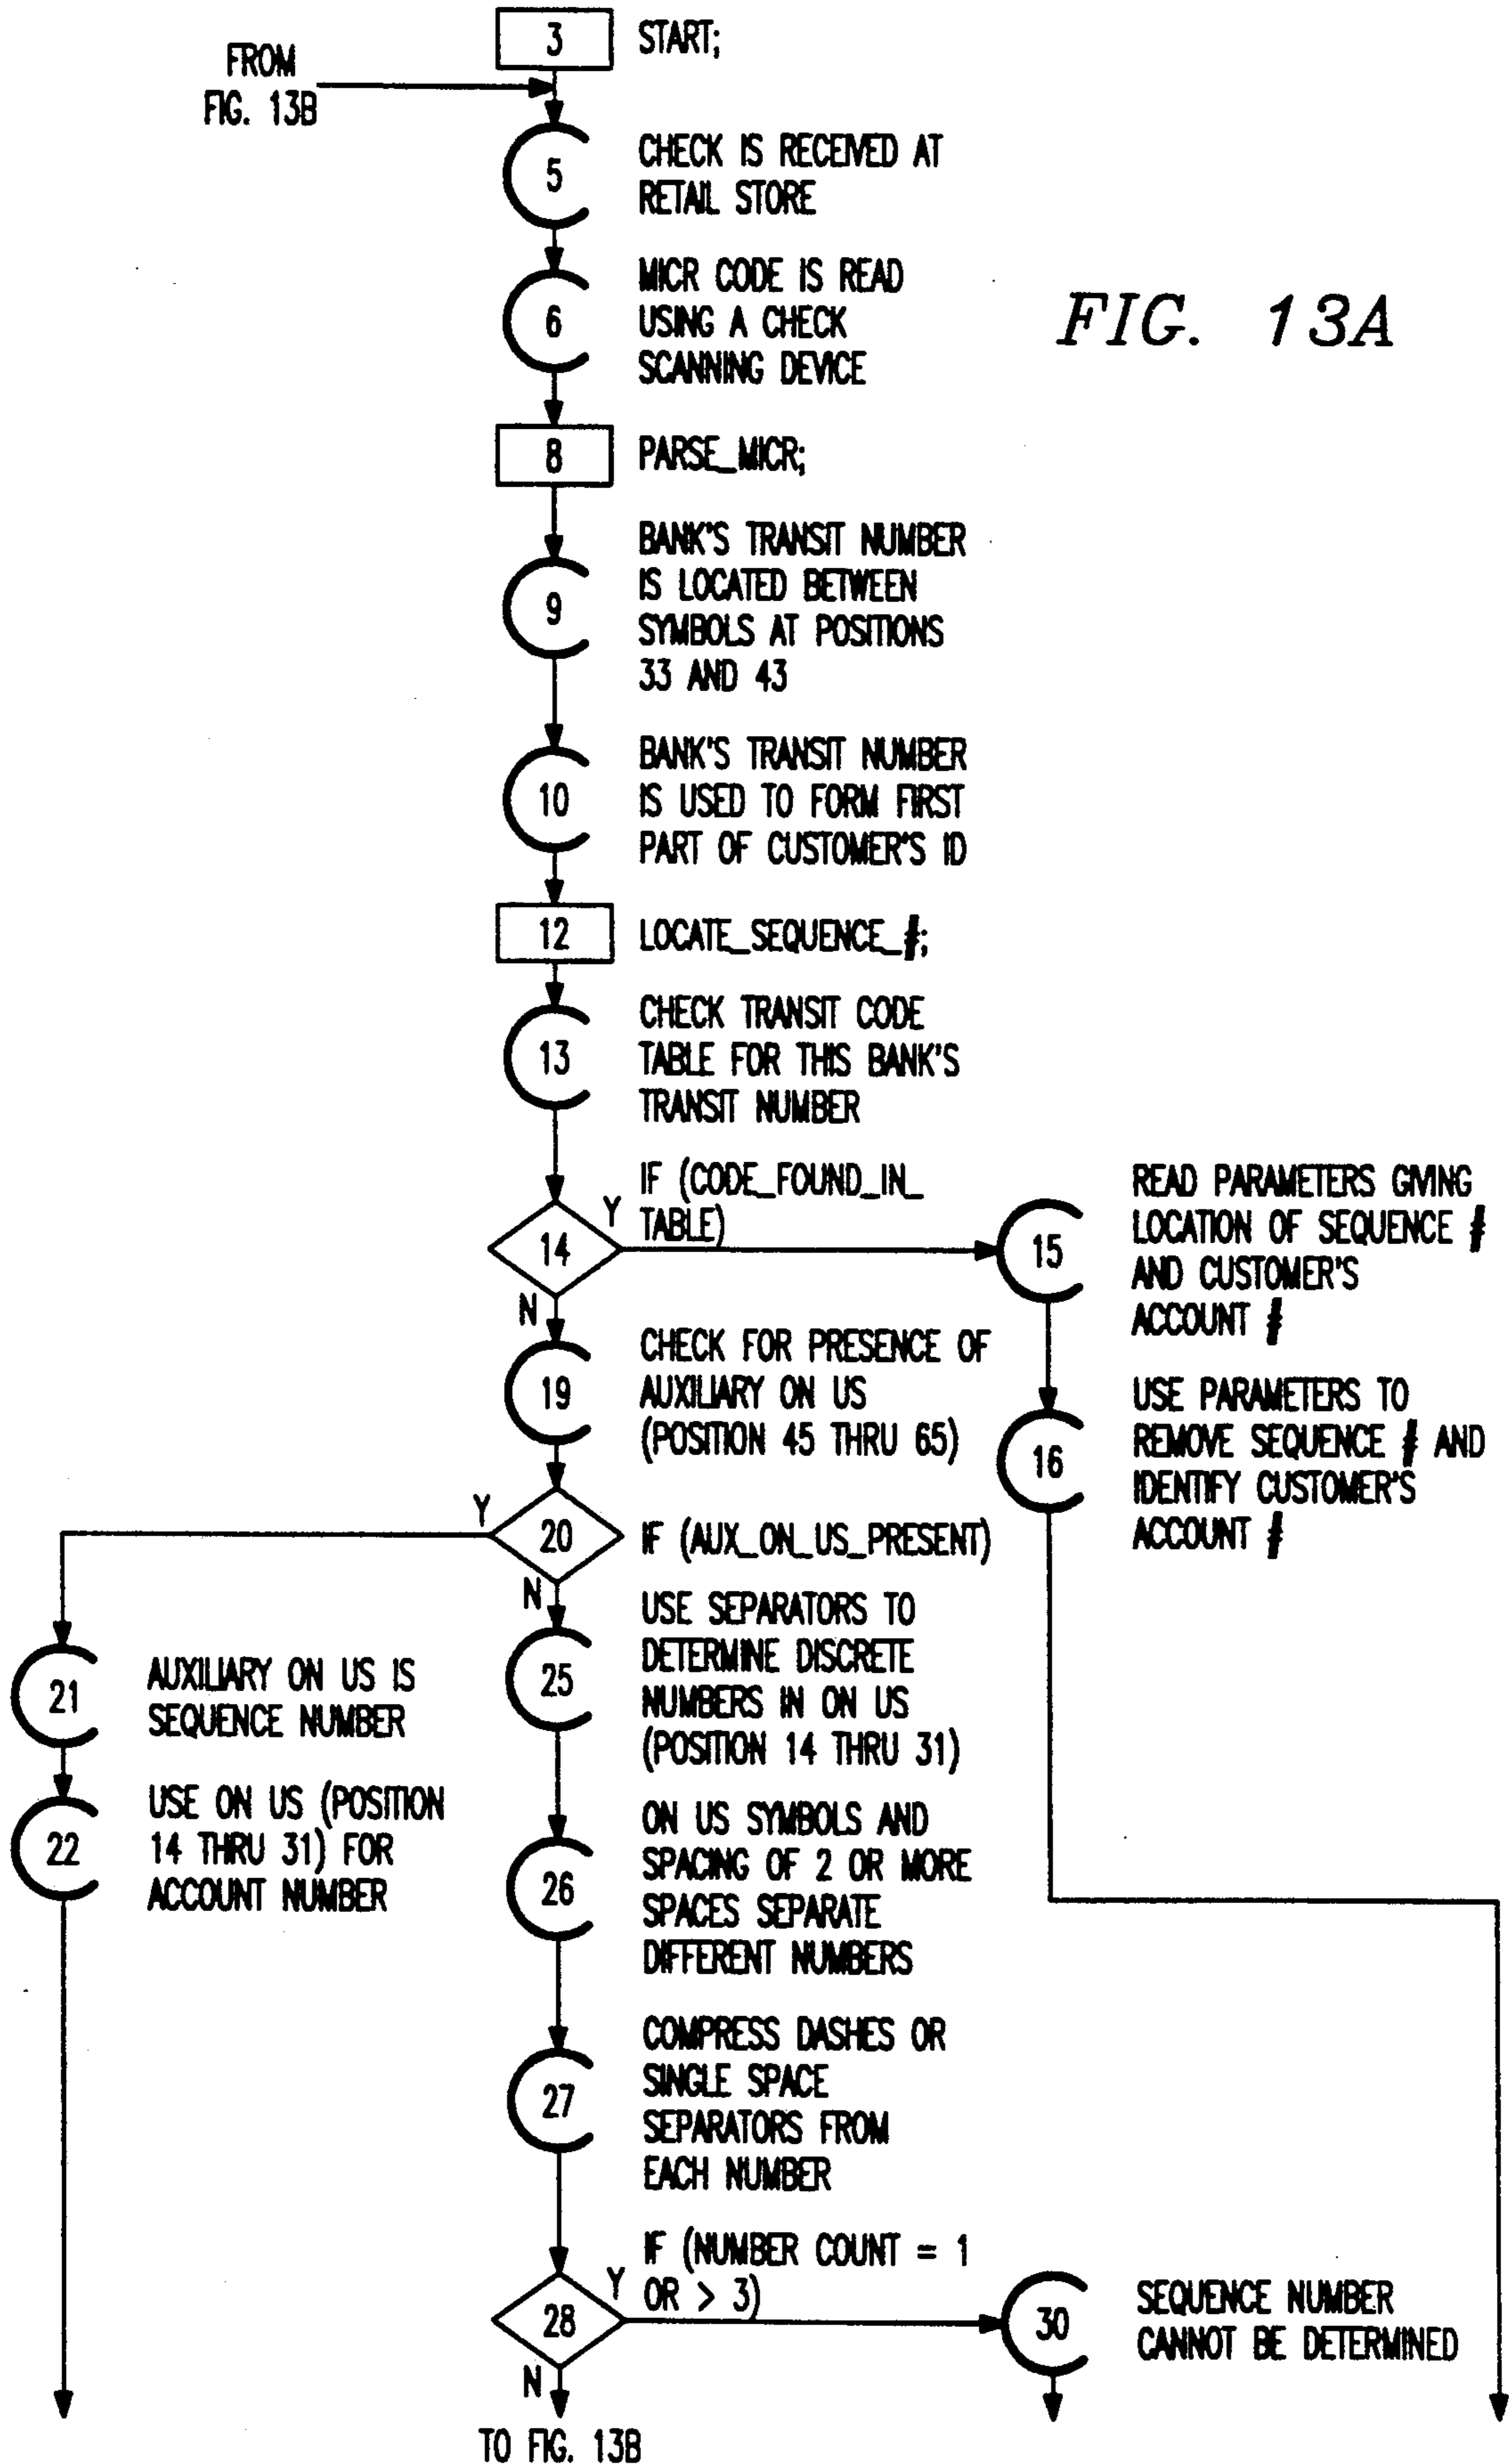 3 START;
FROM
FIG. 13B
5 CHECK IS RECEIVED AT
RETAIL STORE
6 MICR CODE IS READ
USING A CHECK
SCANNING DEVICE
FIG. 13A
8 PARSE_MICR;
9 BANK'S TRANSIT NUMBER
IS LOCATED BETWEEN
SYMBOLS AT POSITIONS
33 AND 43
10 BANK'S TRANSIT NUMBER
IS USED TO FORM FIRST
PART OF CUSTOMER'S ID
12 LOCATE_SEQUENCE_#;
13 CHECK TRANSIT CODE
TABLE FOR THIS BANK'S
TRANSIT NUMBER
14 Y IF (CODE_FOUND_IN_
TABLE)
N
15 READ PARAMETERS GIVING
LOCATION OF SEQUENCE #
AND CUSTOMER'S
ACCOUNT #
16 USE PARAMETERS TO
REMOVE SEQUENCE # AND
IDENTIFY CUSTOMER'S
ACCOUNT #
19 CHECK FOR PRESENCE OF
AUXILIARY ON US
(POSITION 45 THRU 65)
Y 20 IF (AUX_ON_US_PRESENT)
N
21 AUXILIARY ON US IS
SEQUENCE NUMBER
22 USE ON US (POSITION
14 THRU 31) FOR
ACCOUNT NUMBER
25 USE SEPARATORS TO
DETERMINE DISCRETE
NUMBERS IN ON US
(POSITION 14 THRU 31)
26 ON US SYMBOLS AND
SPACING OF 2 OR MORE
SPACES SEPARATE
DIFFERENT NUMBERS
27 COMPRESS DASHES OR
SINGLE SPACE
SEPARATORS FROM
EACH NUMBER
28 Y IF (NUMBER COUNT = 1
OR > 3)
N
30 SEQUENCE NUMBER
CANNOT BE DETERMINED
TO FIG. 13B